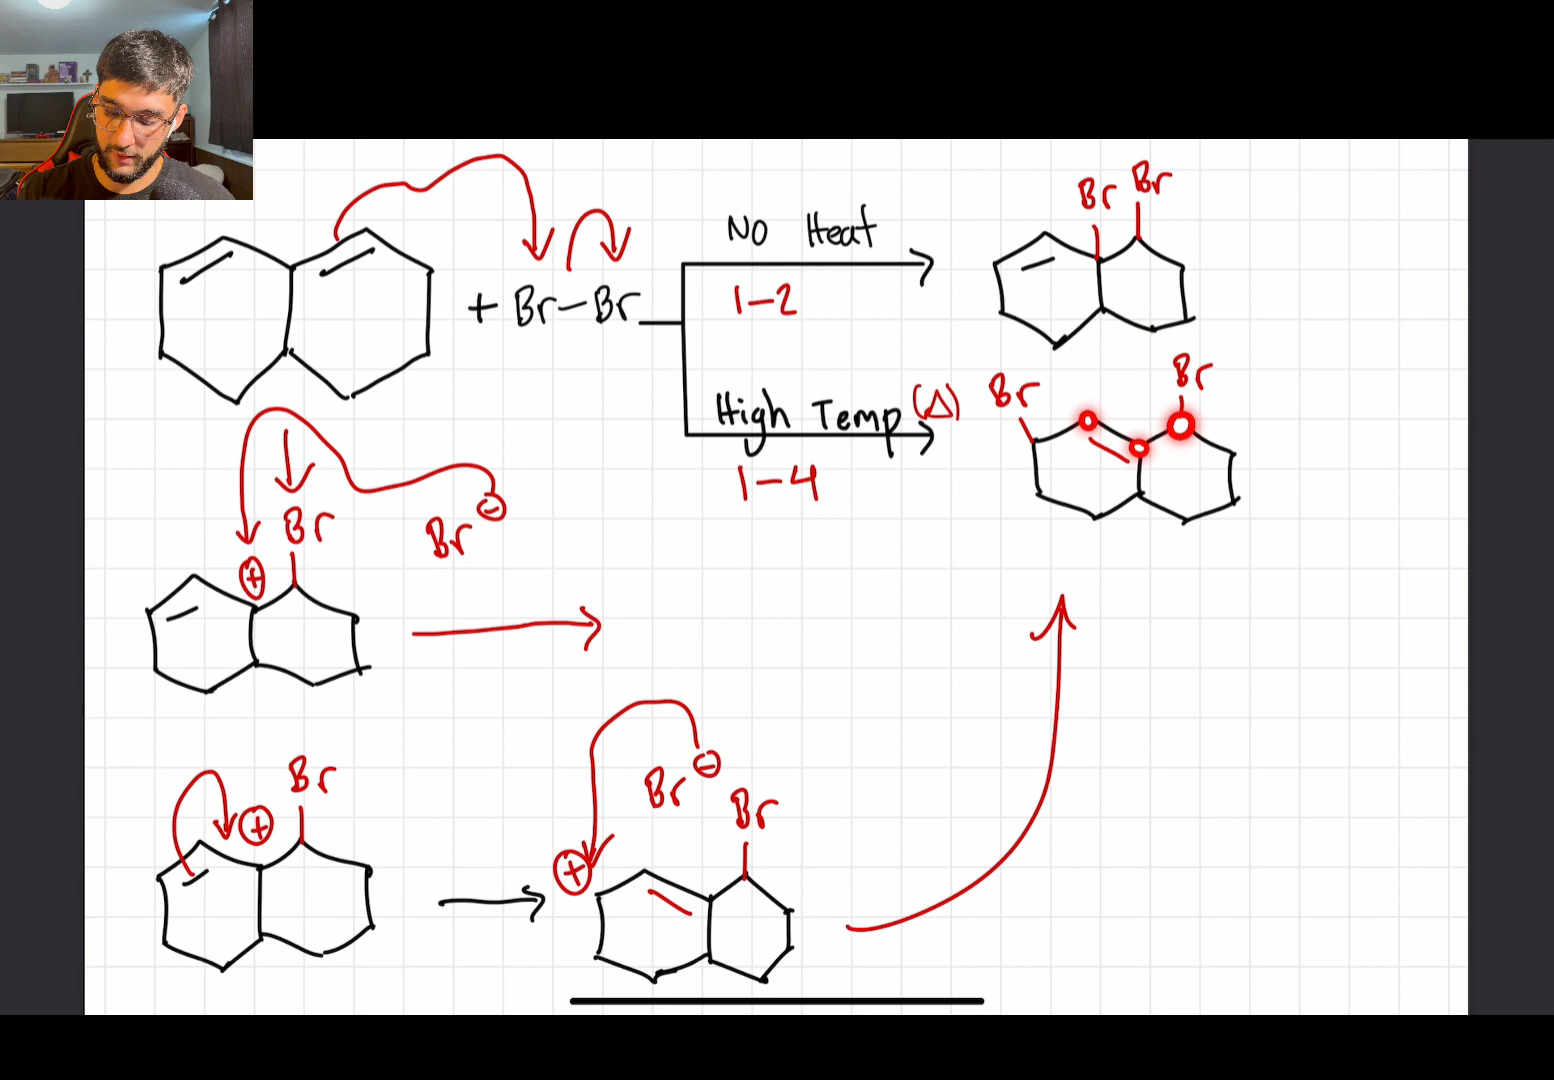 Br Br
No Heat
+ Br—Br
1-2
Br
Br
High Temp (Δ)
1-4
Br
Br ⊖
⊕
Br
⊕
Br ⊖
Br
⊕